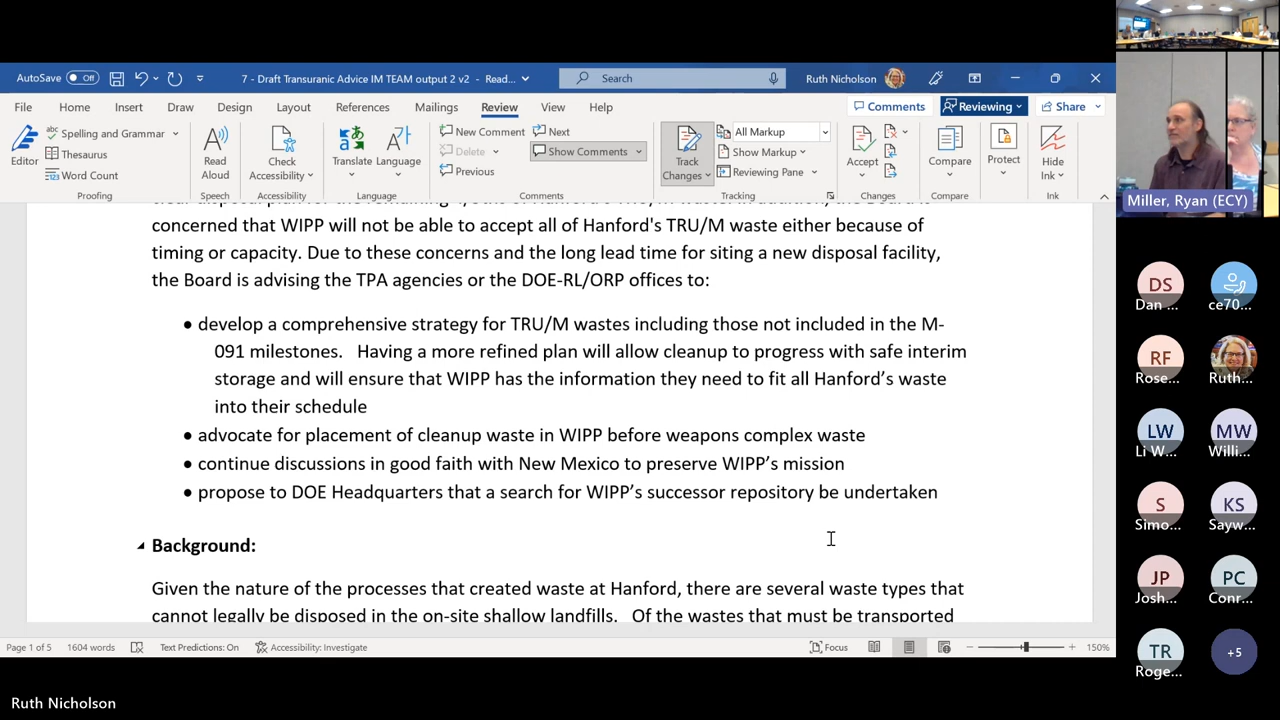 AutoSave Off
7 - Draft Transuranic Advice IM TEAM output 2 v2 - Read...
Search
Ruth Nicholson
File Home Insert Draw Design Layout References Mailings Review View Help
Comments Reviewing Share
Editor
Spelling and Grammar
Thesaurus
Word Count
Proofing
Read Aloud
Speech
Check Accessibility
Accessibility
Translate Language
Language
New Comment
Delete
Previous
Next
Show Comments
Comments
Track Changes
All Markup
Show Markup
Reviewing Pane
Tracking
Accept
Changes
Compare
Compare
Protect
Hide Ink
Ink
concerned that WIPP will not be able to accept all of Hanford's TRU/M waste either because of
timing or capacity. Due to these concerns and the long lead time for siting a new disposal facility,
the Board is advising the TPA agencies or the DOE-RL/ORP offices to:
• develop a comprehensive strategy for TRU/M wastes including those not included in the M-
091 milestones. Having a more refined plan will allow cleanup to progress with safe interim
storage and will ensure that WIPP has the information they need to fit all Hanford’s waste
into their schedule
• advocate for placement of cleanup waste in WIPP before weapons complex waste
• continue discussions in good faith with New Mexico to preserve WIPP’s mission
• propose to DOE Headquarters that a search for WIPP’s successor repository be undertaken
Background:
Given the nature of the processes that created waste at Hanford, there are several waste types that
cannot legally be disposed in the on-site shallow landfills. Of the wastes that must be transported
Page 1 of 5 1604 words Text Predictions: On Accessibility: Investigate Focus 150%
Ruth Nicholson
Miller, Ryan (ECY)
DS
Dan ...
ce70...
RF
Rose...
Ruth...
LW
Li W...
MW
Willi...
S
Simo...
KS
Sayw...
JP
Josh...
PC
Conr...
TR
Roge...
+5